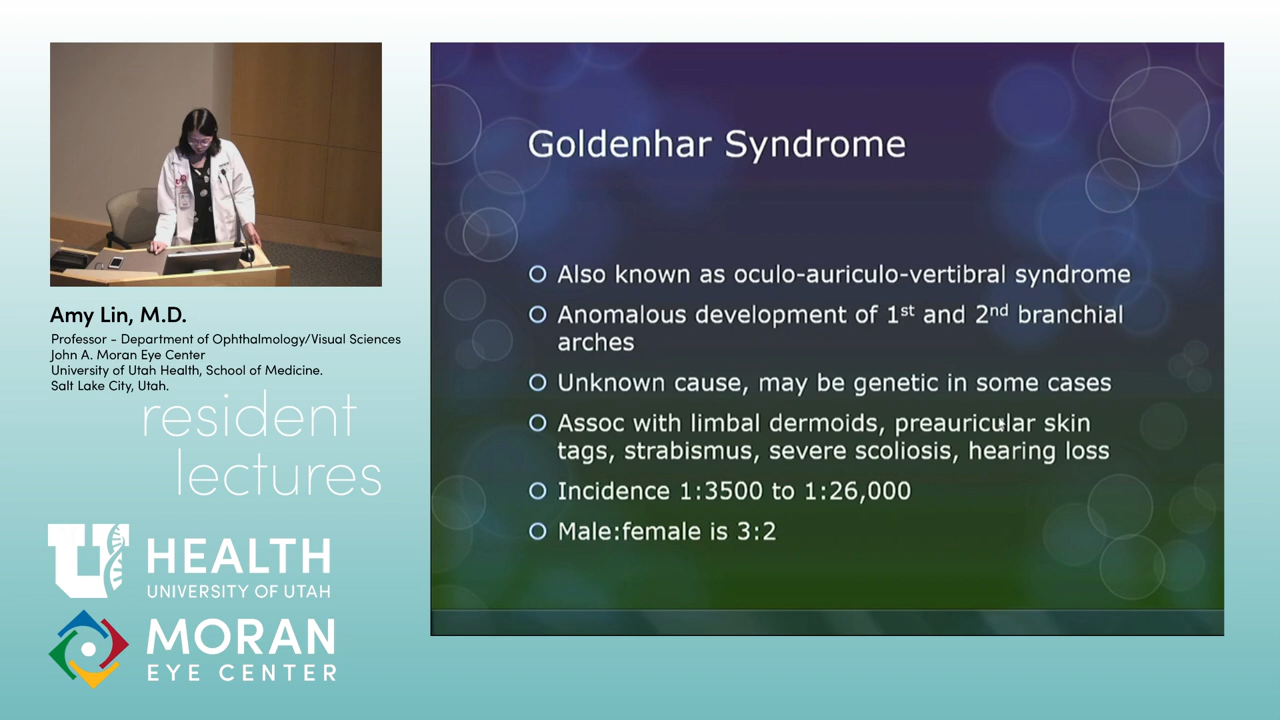 Amy Lin, M.D.
Professor - Department of Ophthalmology/Visual Sciences
John A. Moran Eye Center
University of Utah Health, School of Medicine.
Salt Lake City, Utah.
resident
lectures
U HEALTH
UNIVERSITY OF UTAH
MORAN
EYE CENTER
Goldenhar Syndrome
Also known as oculo-auriculo-vertibral syndrome
Anomalous development of 1st and 2nd branchial
arches
Unknown cause, may be genetic in some cases
Assoc with limbal dermoids, preauricular skin
tags, strabismus, severe scoliosis, hearing loss
Incidence 1:3500 to 1:26,000
Male:female is 3:2